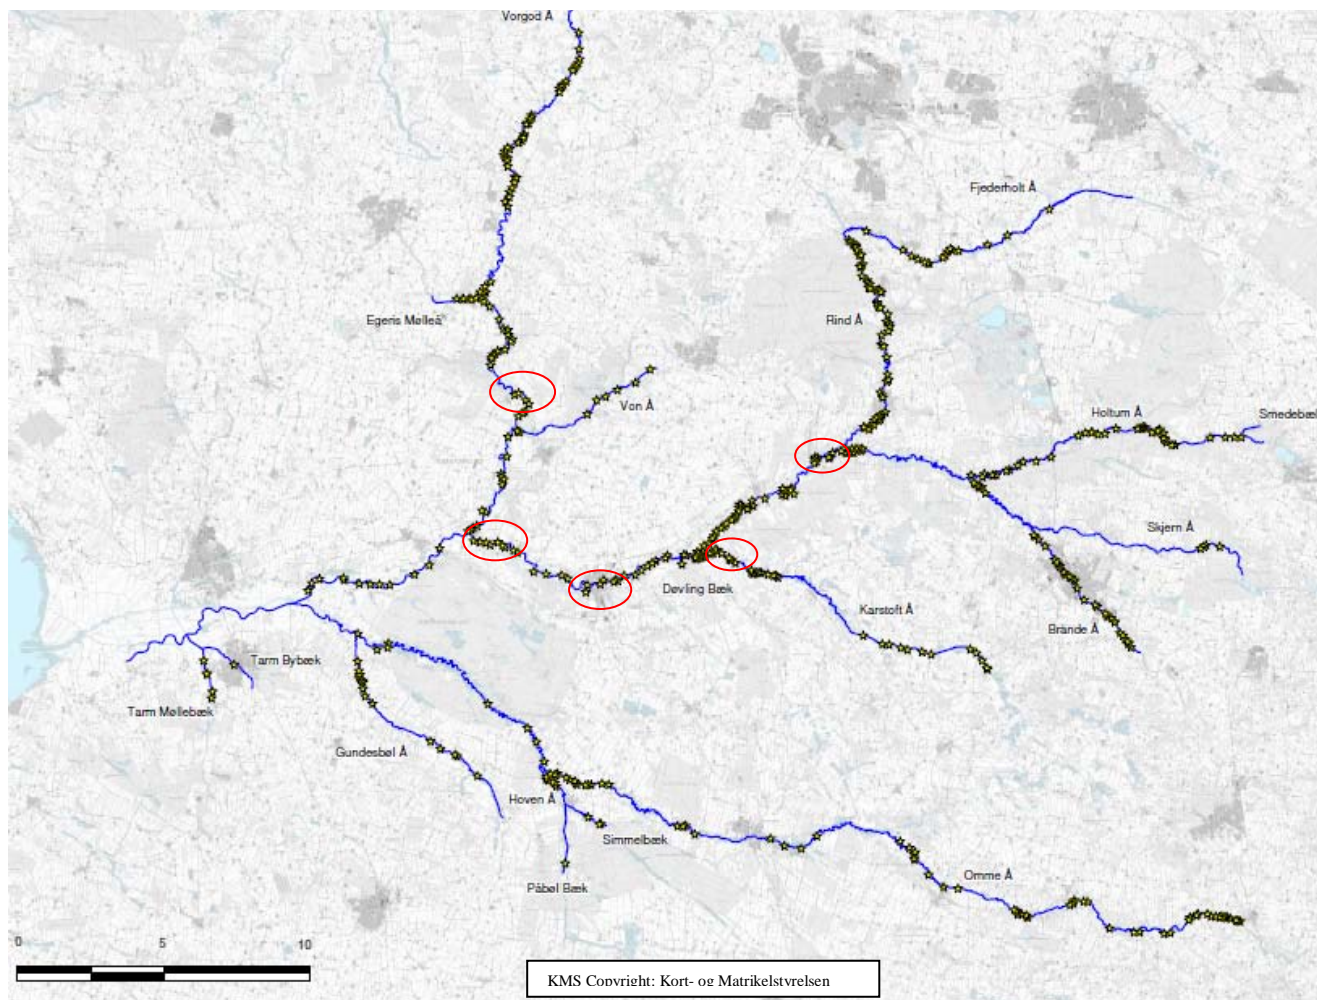 Vorgod Å
Fjederholt Å
Egeris Mølleå
Rind Å
Von Å
Holtum Å
Smedebæk
Skjern Å
Døvling Bæk
Karstoft Å
Brande Å
Tarm Bybæk
Tarm Møllebæk
Gundesbøl Å
Hoven Å
Simmelbæk
Påbøl Bæk
Omme Å
0 5 10
KMS Copyright: Kort- og Matrikelstyrelsen